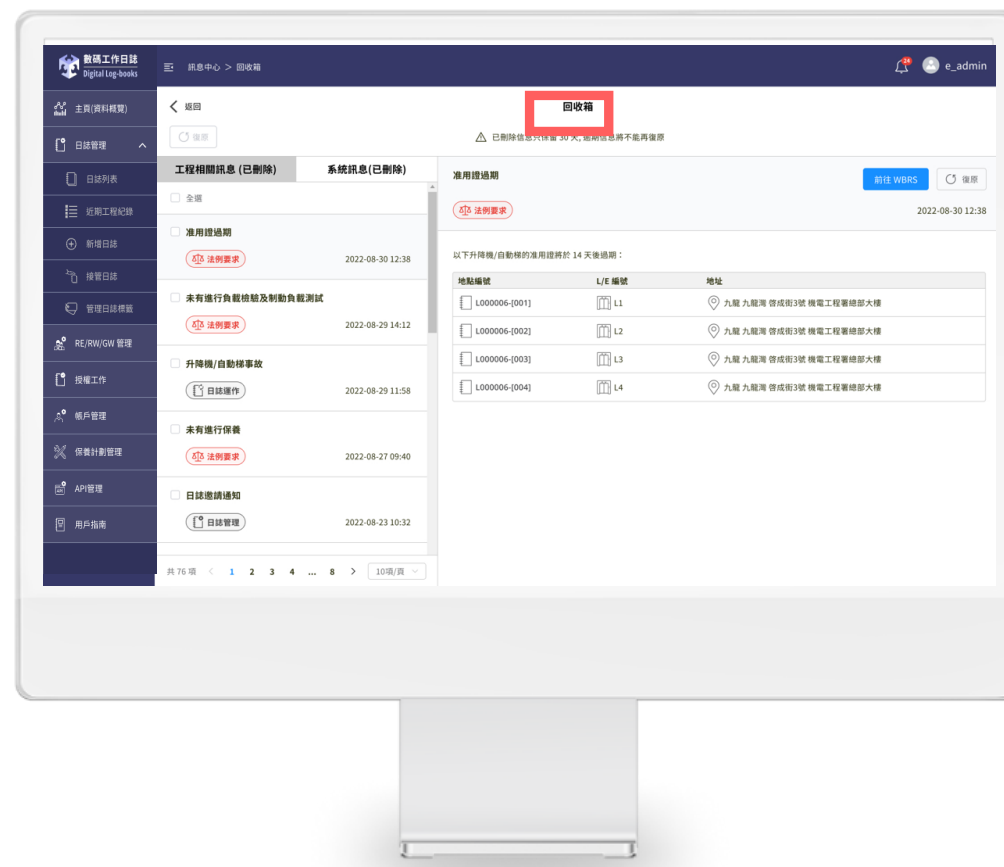 數碼工作日誌
Digital Log-books
訊息中心 > 回收箱
24
e_admin
主頁(資料概覽)
日誌管理
日誌列表
近期工程紀錄
新增日誌
接管日誌
管理日誌標籤
RE/RW/GW 管理
授權工作
帳戶管理
保養計劃管理
API管理
用戶指南
返回
回收箱
復原
已刪除信息只保留 30 天, 逾期信息將不能再復原
工程相關訊息 (已刪除)
系統訊息(已刪除)
全選
准用證過期
法例要求
2022-08-30 12:38
未有進行負載檢驗及制動負載測試
法例要求
2022-08-29 14:12
升降機/自動梯事故
日誌運作
2022-08-29 11:58
未有進行保養
法例要求
2022-08-27 09:40
日誌邀請通知
日誌管理
2022-08-23 10:32
共 76 項 < 1 2 3 4 ... 8 > 10項/頁
准用證過期
前往 WBRS
復原
法例要求
2022-08-30 12:38
以下升降機/自動梯的准用證將於 14 天後過期：
地點編號 L/E 編號 地址
L000006-[001] L1 九龍 九龍灣 啓成街3號 機電工程署總部大樓
L000006-[002] L2 九龍 九龍灣 啓成街3號 機電工程署總部大樓
L000006-[003] L3 九龍 九龍灣 啓成街3號 機電工程署總部大樓
L000006-[004] L4 九龍 九龍灣 啓成街3號 機電工程署總部大樓